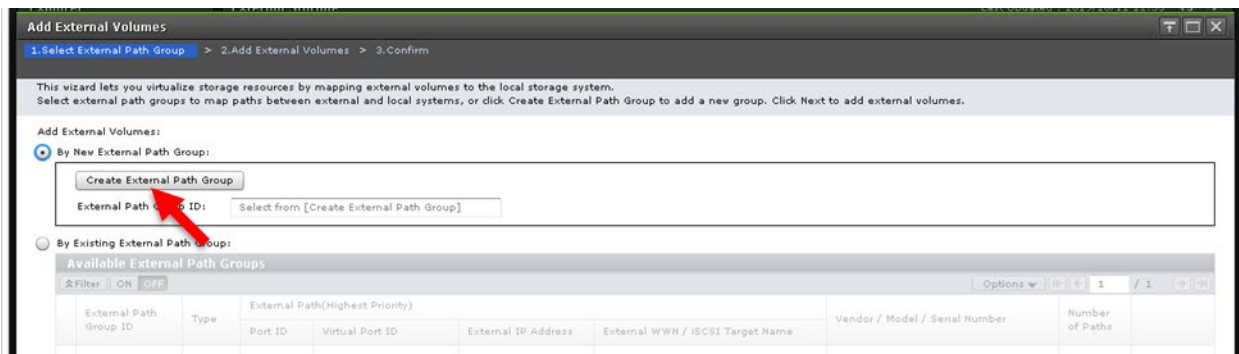 Add External Volumes
1.Select External Path Group > 2.Add External Volumes > 3.Confirm
This wizard lets you virtualize storage resources by mapping external volumes to the local storage system.
Select external path groups to map paths between external and local systems, or click Create External Path Group to add a new group. Click Next to add external volumes.
Add External Volumes:
By New External Path Group:
Create External Path Group
External Path ID: Select from [Create External Path Group]
By Existing External Path Group:
Available External Path Groups
Filter ON OFF Options 1 / 1
External Path Group ID
Type
External Path(Highest Priority)
Port ID Virtual Port ID External IP Address External WWN / iSCSI Target Name
Vendor / Model / Serial Number
Number of Paths